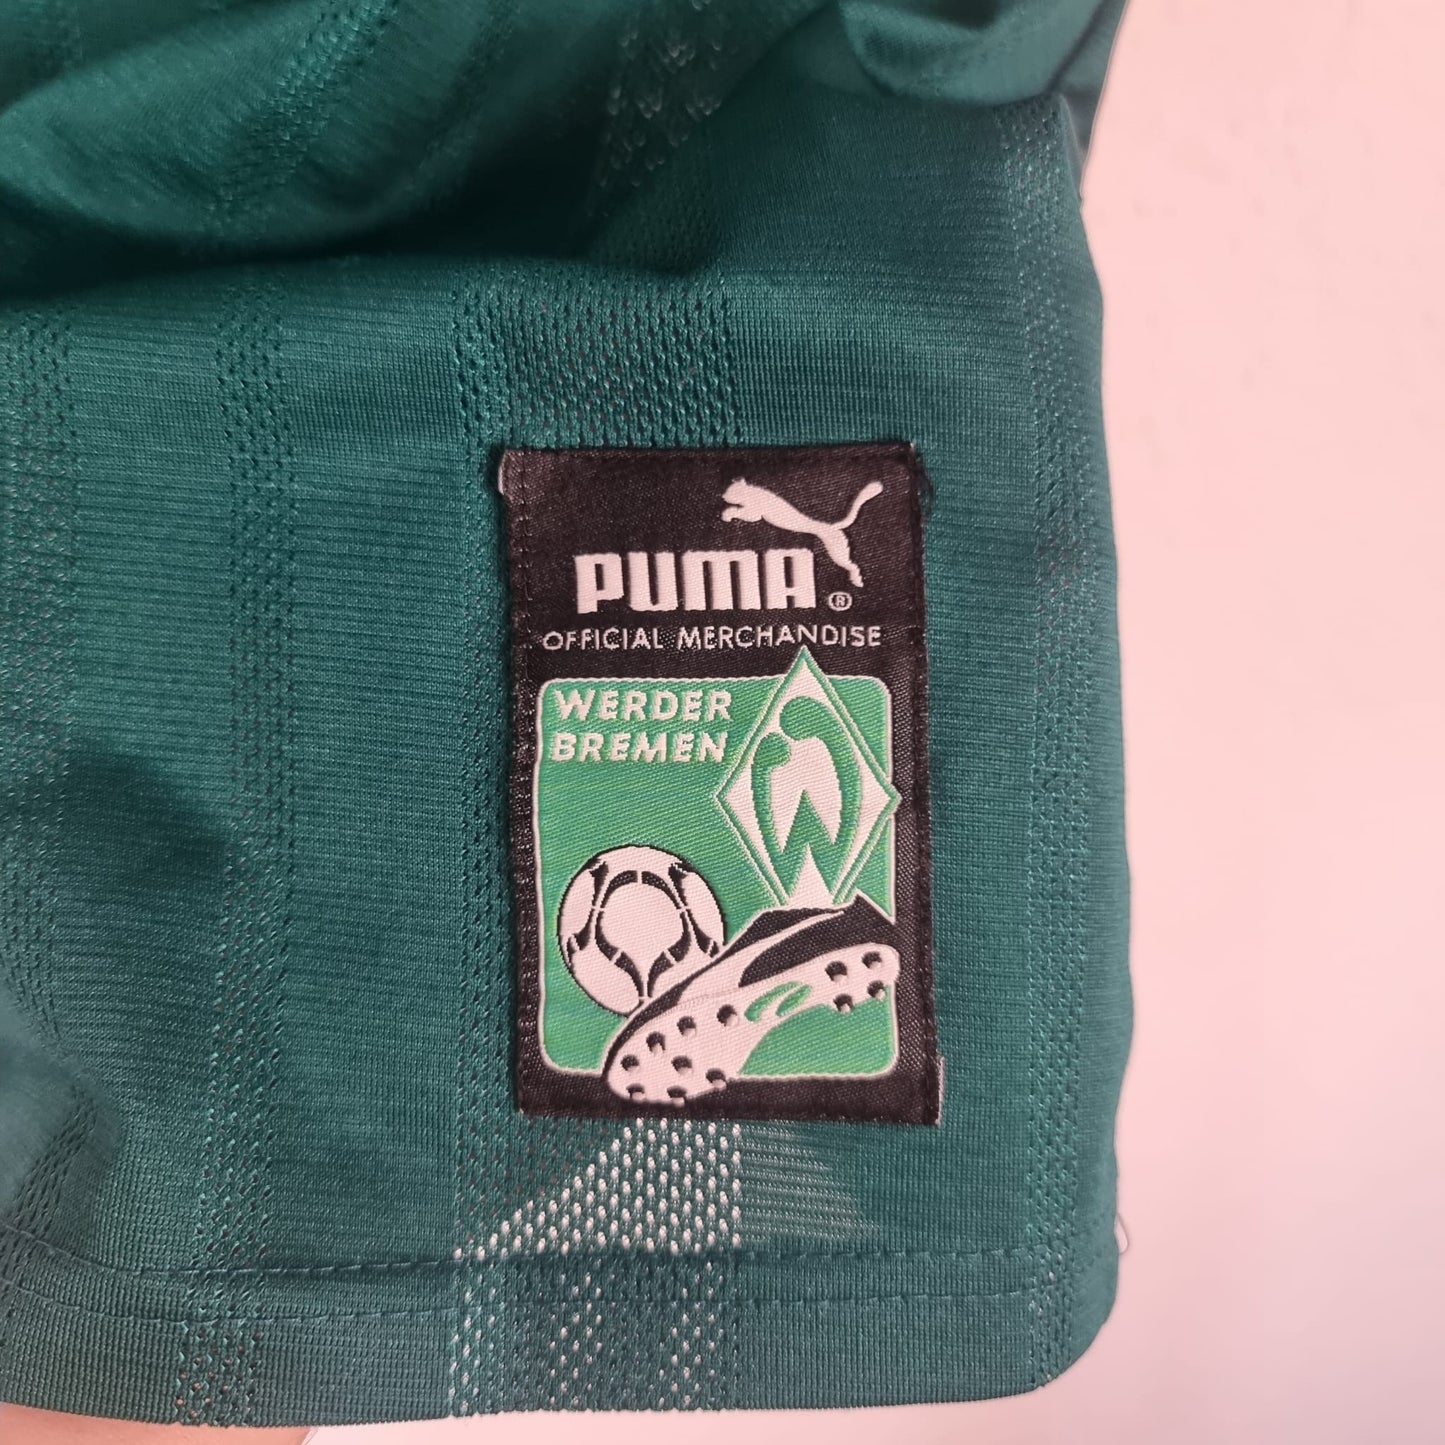 PUMA®
OFFICIAL MERCHANDISE
WERDER
BREMEN
W